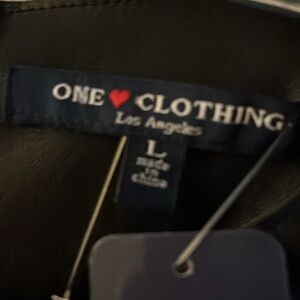 ONE ♥ CLOTHING
Los Angeles
L
made in
china